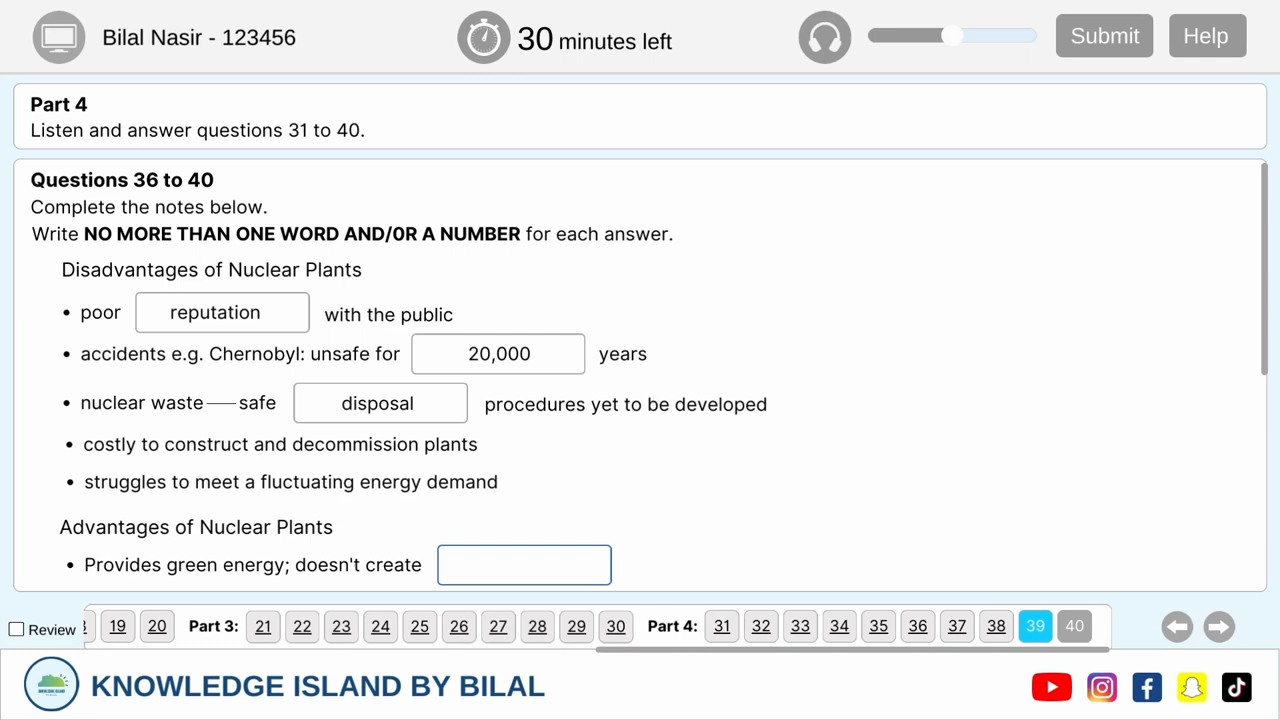 Bilal Nasir - 123456
30 minutes left
Submit
Help
Part 4
Listen and answer questions 31 to 40.
Questions 36 to 40
Complete the notes below.
Write NO MORE THAN ONE WORD AND/0R A NUMBER for each answer.
Disadvantages of Nuclear Plants
• poor reputation with the public
• accidents e.g. Chernobyl: unsafe for 20,000 years
• nuclear waste — safe disposal procedures yet to be developed
• costly to construct and decommission plants
• struggles to meet a fluctuating energy demand
Advantages of Nuclear Plants
• Provides green energy; doesn't create
Review 19 20 Part 3: 21 22 23 24 25 26 27 28 29 30 Part 4: 31 32 33 34 35 36 37 38 39 40
KNOWLEDGE ISLAND BY BILAL